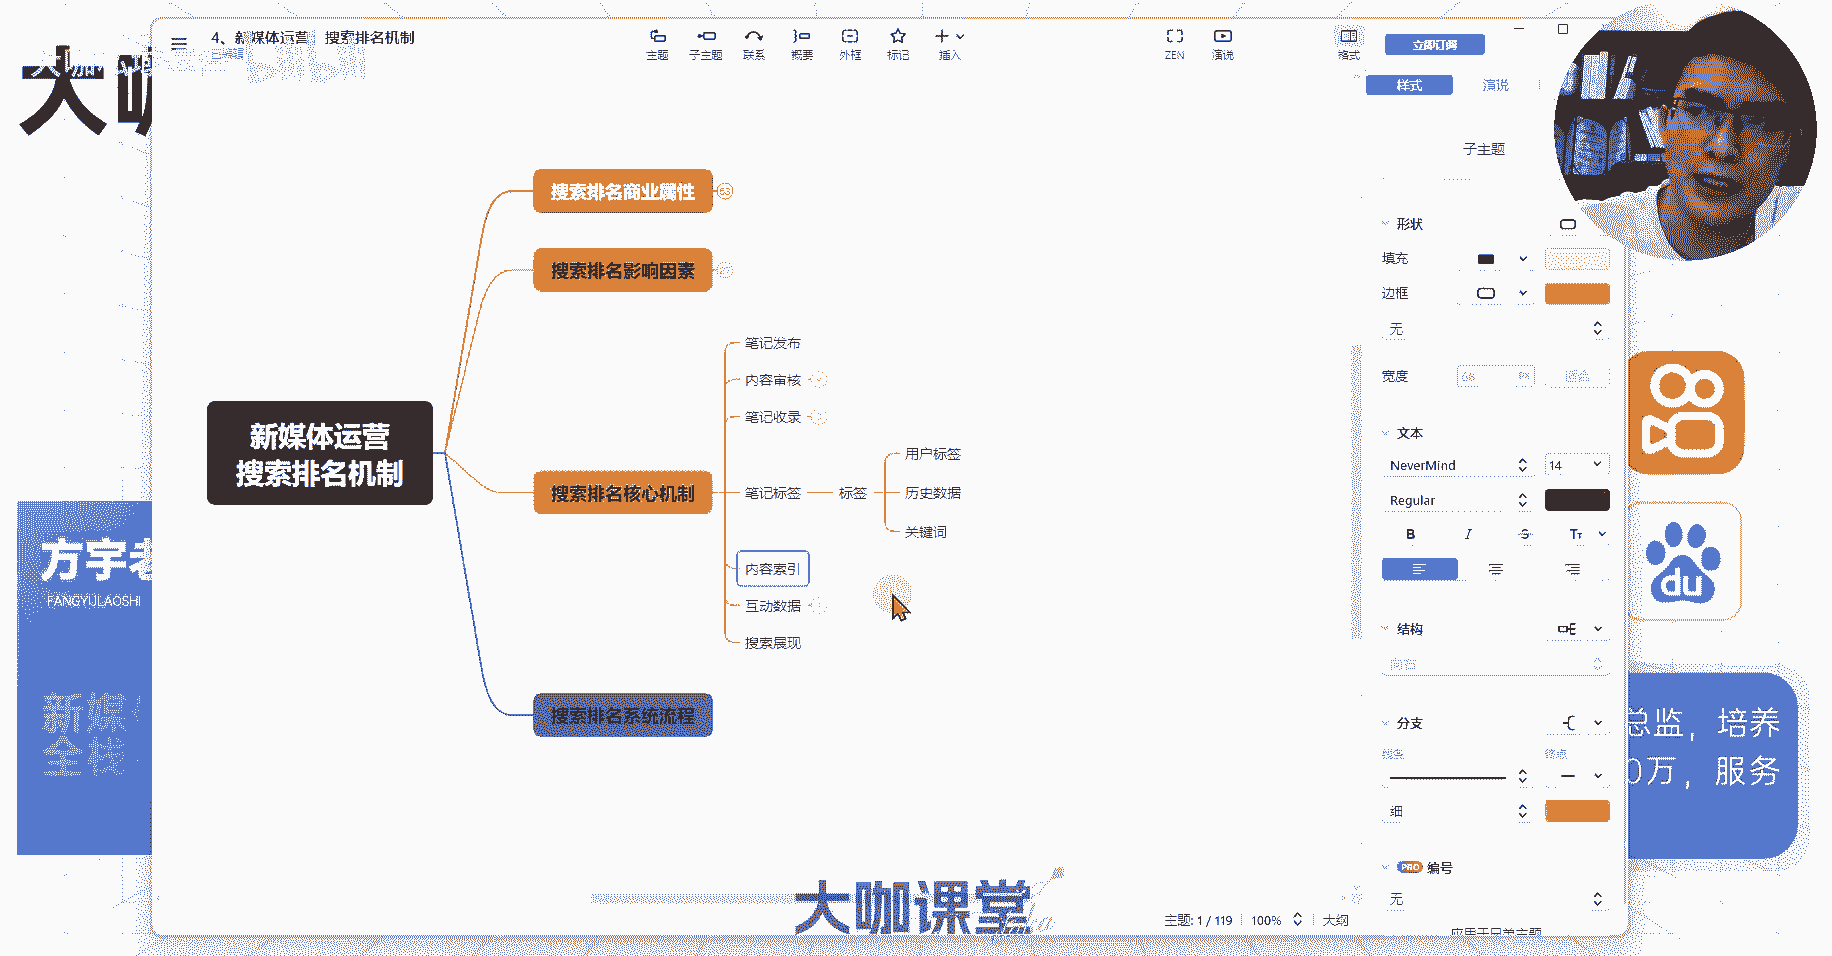 4、新媒体运营 搜索排名机制
已编辑
主题
子主题
联系
概要
外框
标记
插入
ZEN
演说
格式
立即订阅
样式
演说
子主题
形状
填充
边框
无
宽度
文本
NeverMind
14
Regular
B
I
S
TT
结构
分支
细
PRO 编号
无
大咖
搜索排名商业属性
63
搜索排名影响因素
新媒体运营
搜索排名机制
搜索排名核心机制
笔记发布
内容审核
笔记收录
笔记标签
标签
用户标签
历史数据
关键词
内容索引
互动数据
搜索展现
搜索排名系统流程
方宇老
FANGYULAOSHI
新媒体
全栈
du
总监，培养
0万，服务
大咖课堂
主题: 1 / 119
100%
大纲